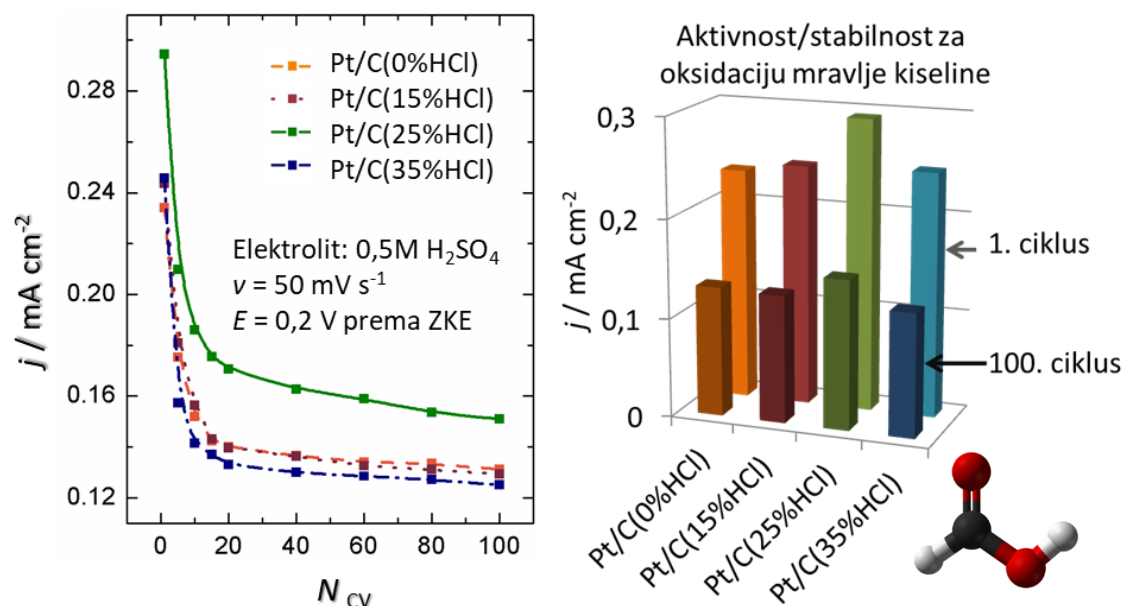 0.28
0.24
0.20
0.16
0.12
j / mA cm⁻²
Pt/C(0%HCl)
Pt/C(15%HCl)
Pt/C(25%HCl)
Pt/C(35%HCl)
Elektrolit: 0,5M H₂SO₄
v = 50 mV s⁻¹
E = 0,2 V prema ZKE
0 20 40 60 80 100
N CV
Aktivnost/stabilnost za
oksidaciju mravlje kiseline
0,3
0,2
0,1
0
j / mA cm⁻²
1. ciklus
100. ciklus
Pt/C(0%HCl)
Pt/C(15%HCl)
Pt/C(25%HCl)
Pt/C(35%HCl)